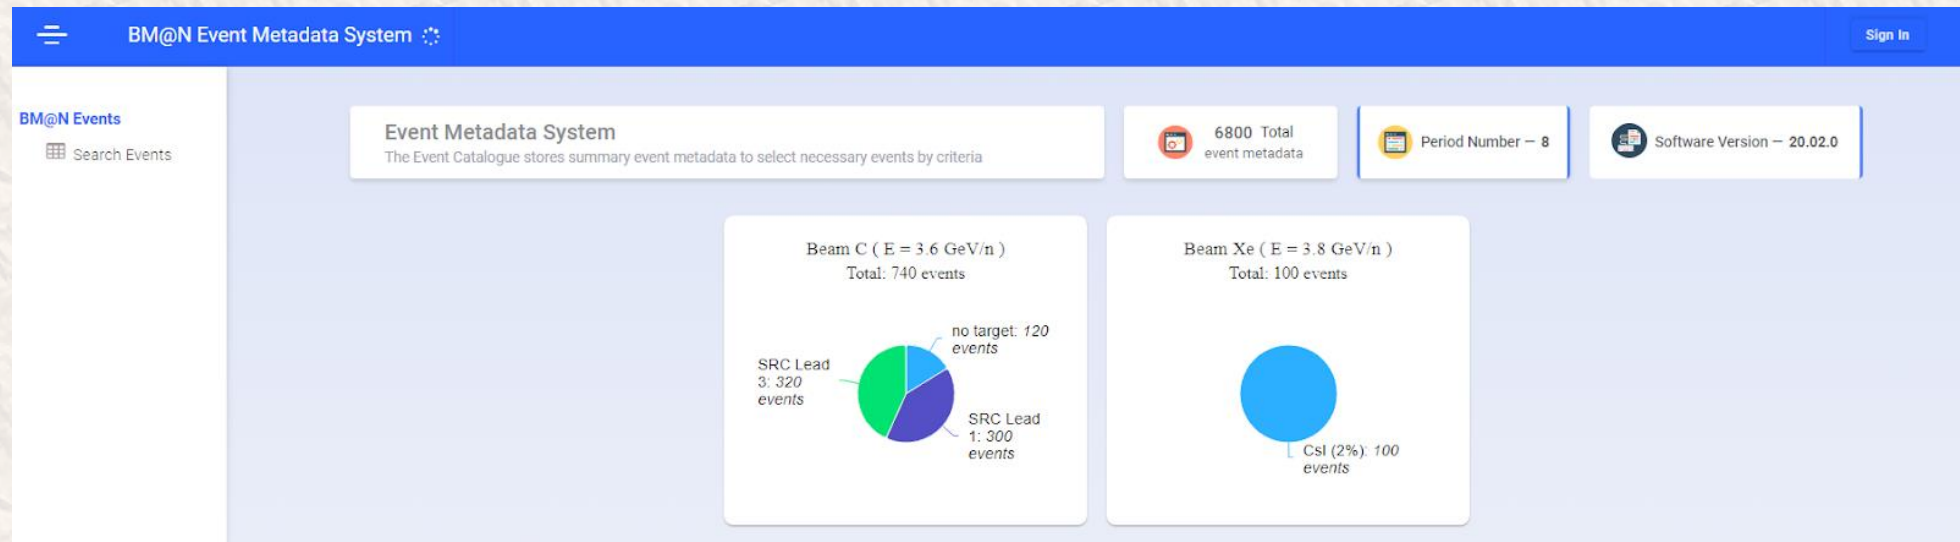 BM@N Event Metadata System
Sign In
BM@N Events
Search Events
Event Metadata System
The Event Catalogue stores summary event metadata to select necessary events by criteria
6800 Total
event metadata
Period Number – 8
Software Version – 20.02.0
Beam C ( E = 3.6 GeV/n )
Total: 740 events
no target: 120
events
SRC Lead
3: 320
events
SRC Lead
1: 300
events
Beam Xe ( E = 3.8 GeV/n )
Total: 100 events
CsI (2%): 100
events